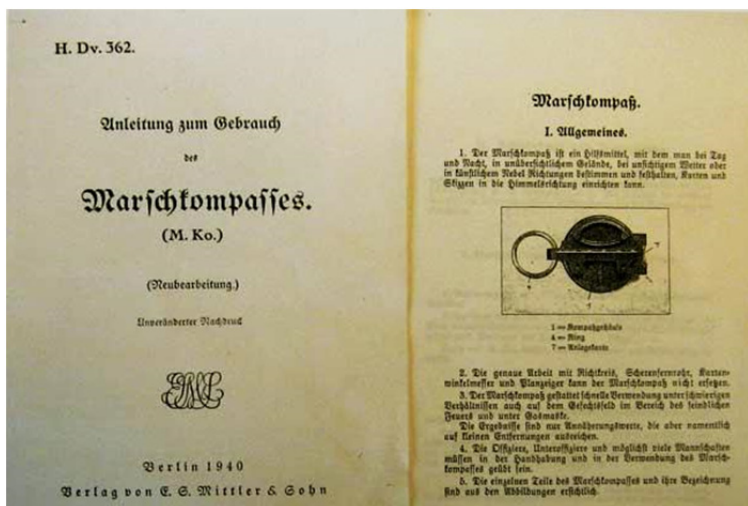 H. Dv. 362.
Anleitung zum Gebrauch
des
Marschkompasses.
(M. Ko.)
(Neubearbeitung.)
Unveränderter Nachdruck
Berlin 1940
Verlag von E. S. Mittler & Sohn
Marschkompaß.
I. Allgemeines.
1. Der Marschkompaß ist ein Hilfsmittel, mit dem man bei Tag
und Nacht, in unübersichtlichem Gelände, bei unsichtigem Wetter oder
in künstlichem Nebel Richtungen bestimmen und festhalten, Karten und
Skizzen in die Himmelsrichtung einrichten kann.
1 = Kompaßgehäuse
4 = Ring
7 = Anlegekante
2. Die genaue Arbeit mit Richtkreis, Scherenfernrohr, Karten-
winkelmesser und Planzeiger kann der Marschkompaß nicht ersetzen.
3. Der Marschkompaß gestattet schnelle Verwendung unter schwierigen
Verhältnissen auch auf dem Gefechtsfeld im Bereich des feindlichen
Feuers und unter Gasmaske.
Die Ergebnisse sind nur Annäherungswerte, die aber namentlich
auf kleinen Entfernungen ausreichen.
4. Die Offiziere, Unteroffiziere und möglichst viele Mannschaften
müssen in der Handhabung und in der Verwendung des Marsch-
kompasses geübt sein.
5. Die einzelnen Teile des Marschkompasses und ihre Bezeichnung
sind aus den Abbildungen ersichtlich.